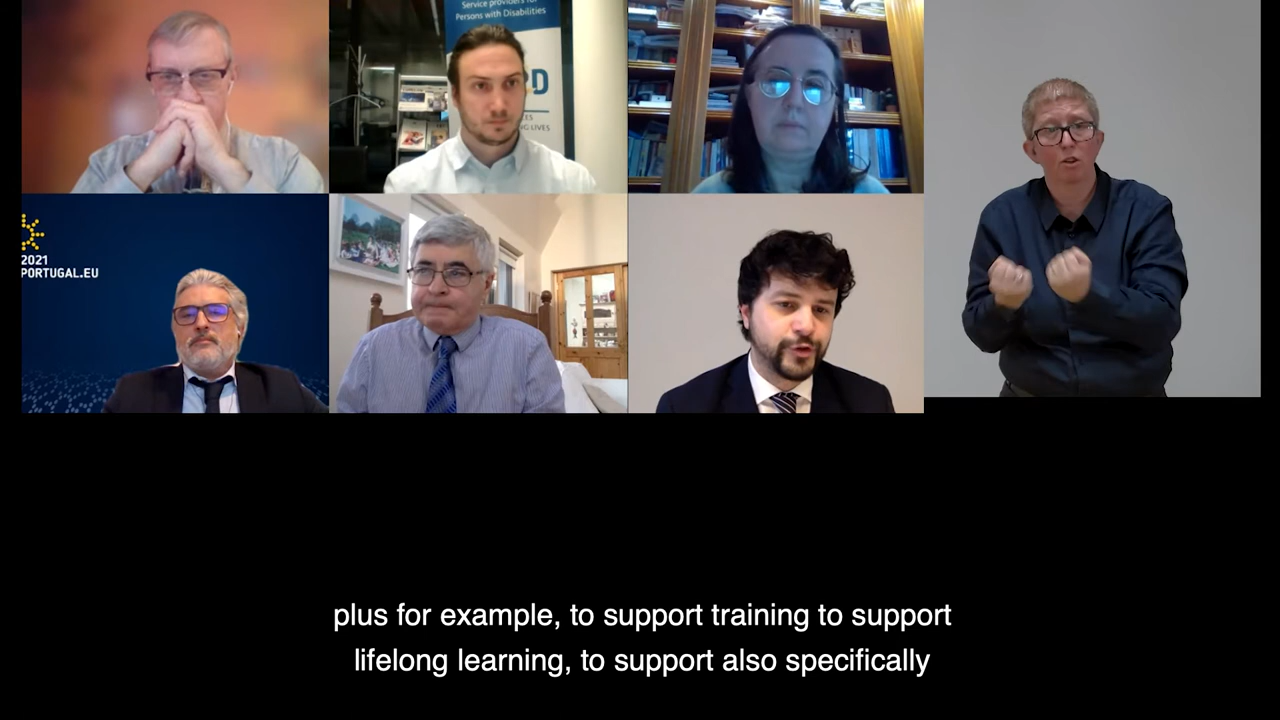 Service providers for
Persons with Disabilities
2021
PORTUGAL.EU
plus for example, to support training to support
lifelong learning, to support also specifically